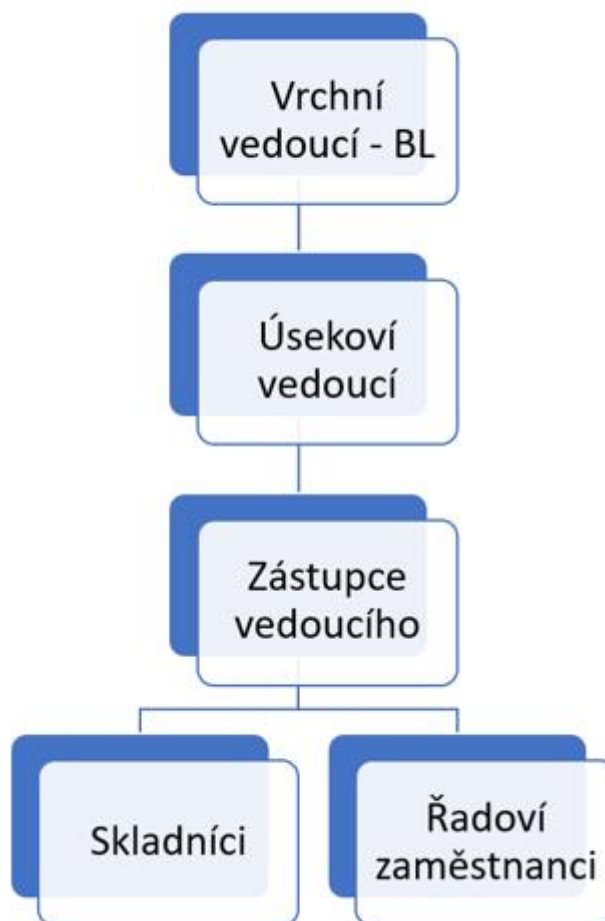 Vrchní
vedoucí - BL
Úsekoví
vedoucí
Zástupce
vedoucího
Skladníci
Řadoví
zaměstnanci